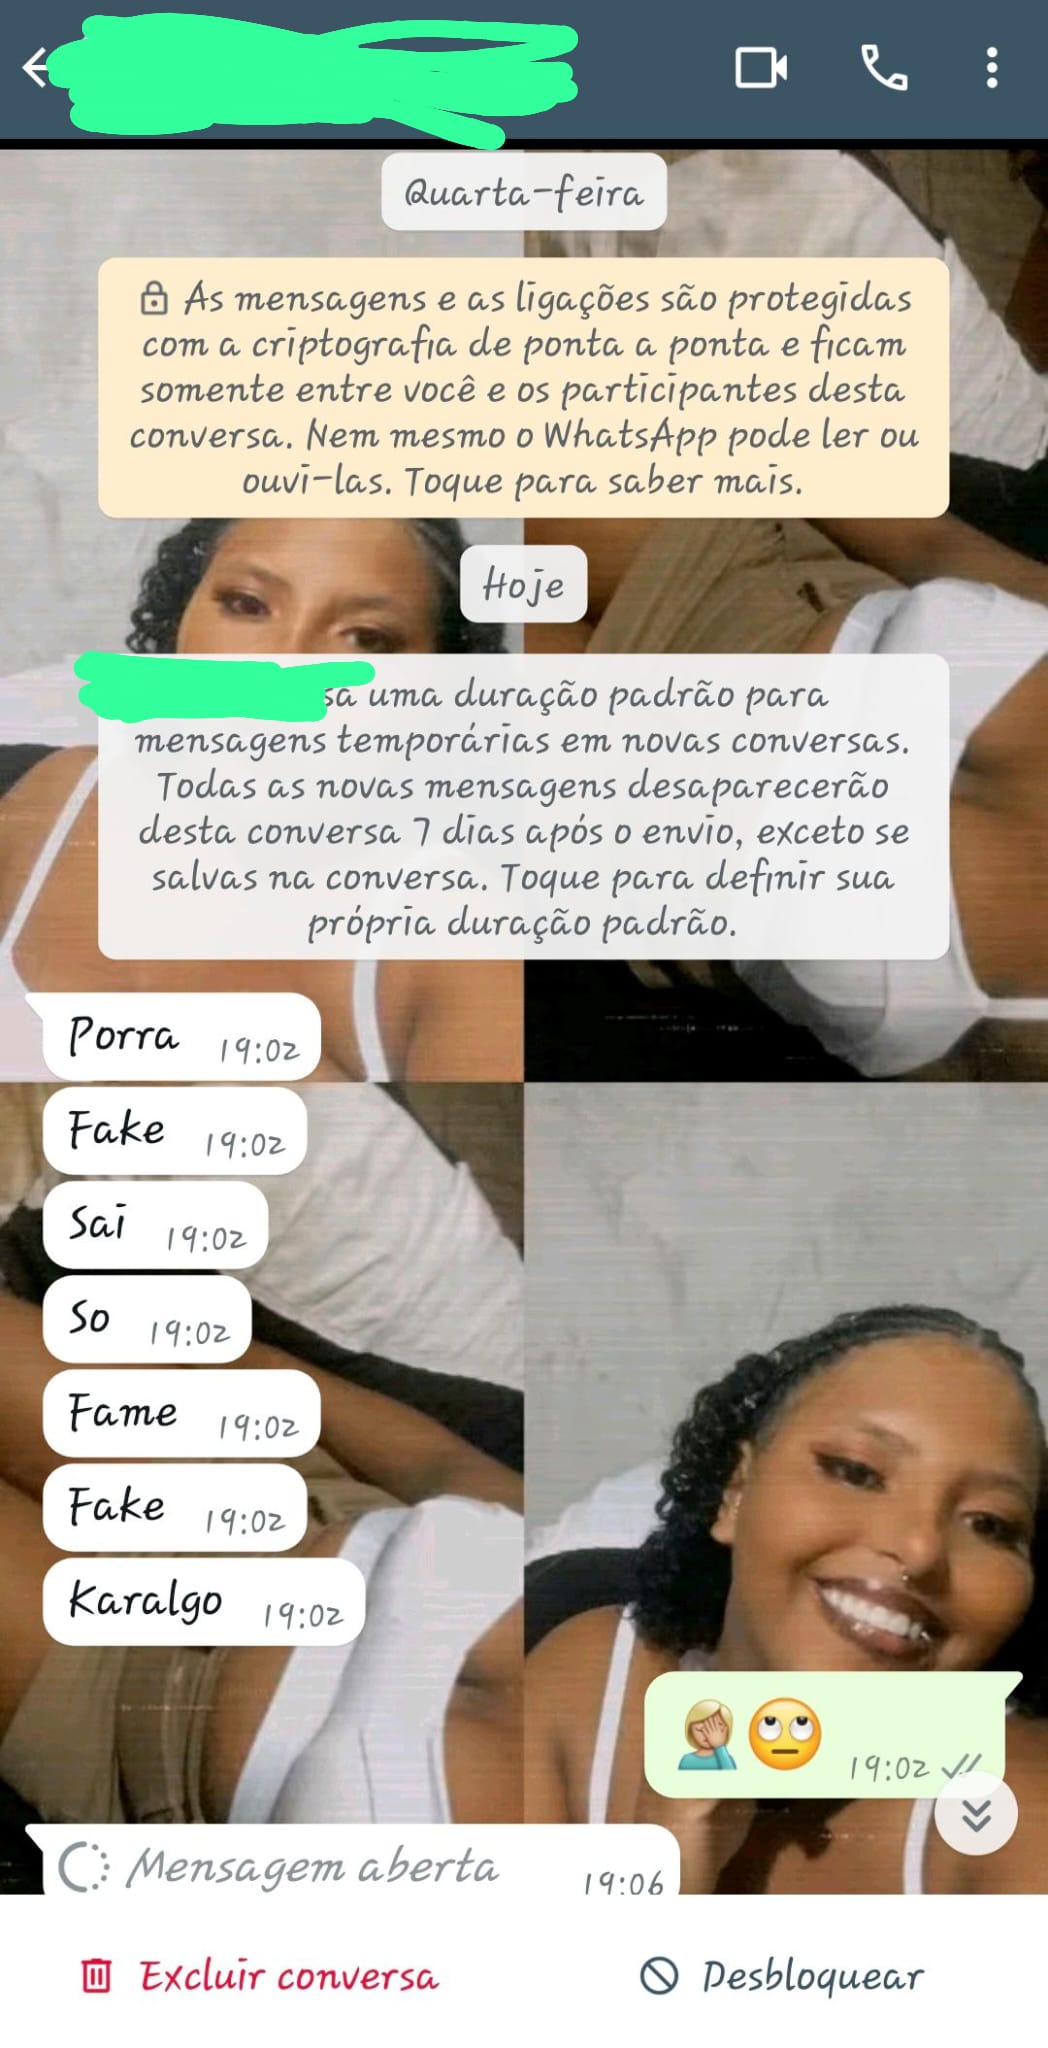 Quarta-feira
As mensagens e as ligações são protegidas
com a criptografia de ponta a ponta e ficam
somente entre você e os participantes desta
conversa. Nem mesmo o WhatsApp pode ler ou
ouvi-las. Toque para saber mais.
Hoje
sa uma duração padrão para
mensagens temporárias em novas conversas.
Todas as novas mensagens desaparecerão
desta conversa 7 dias após o envio, exceto se
salvas na conversa. Toque para definir sua
própria duração padrão.
Porra 19:02
Fake 19:02
Sai 19:02
So 19:02
Fame 19:02
Fake 19:02
Karalgo 19:02
19:02
Mensagem aberta 19:06
Excluir conversa Desbloquear